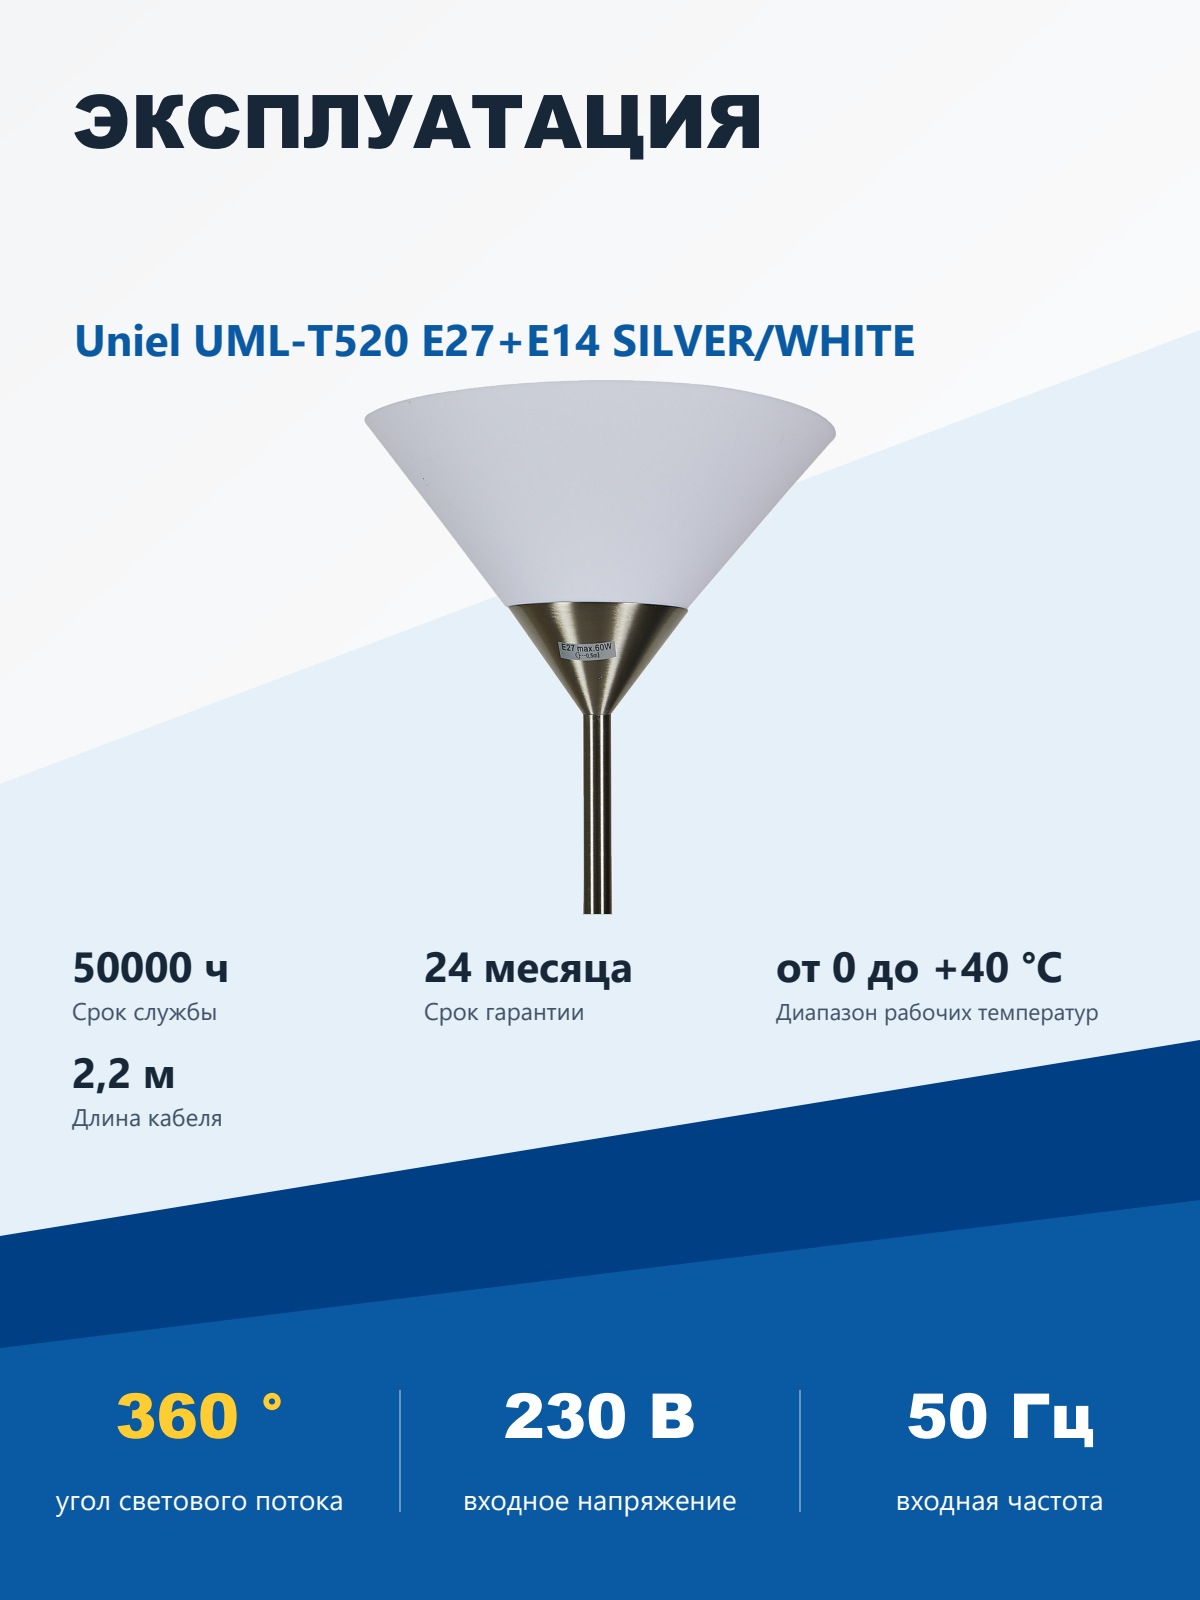 ЭКСПЛУАТАЦИЯ
Uniel UML-T520 E27+E14 SILVER/WHITE
E27 max.60W
50000 ч
Срок службы
24 месяца
Срок гарантии
от 0 до +40 °C
Диапазон рабочих температур
2,2 м
Длина кабеля
360 °
угол светового потока
230 В
входное напряжение
50 Гц
входная частота